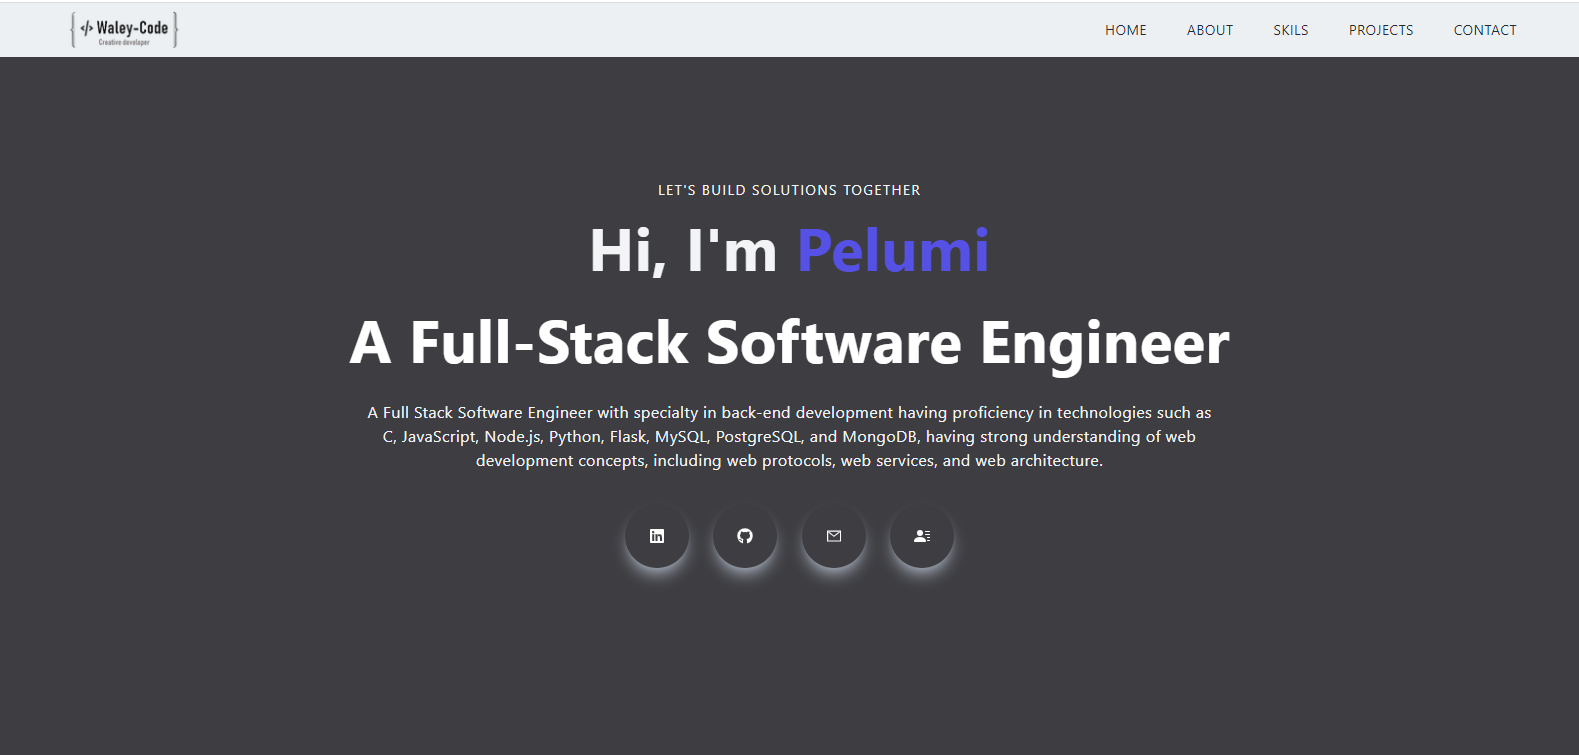 { </> Waley-Code }
Creative developer
HOME ABOUT SKILS PROJECTS CONTACT
LET'S BUILD SOLUTIONS TOGETHER
Hi, I'm Pelumi
A Full-Stack Software Engineer
A Full Stack Software Engineer with specialty in back-end development having proficiency in technologies such as
C, JavaScript, Node.js, Python, Flask, MySQL, PostgreSQL, and MongoDB, having strong understanding of web
development concepts, including web protocols, web services, and web architecture.
in